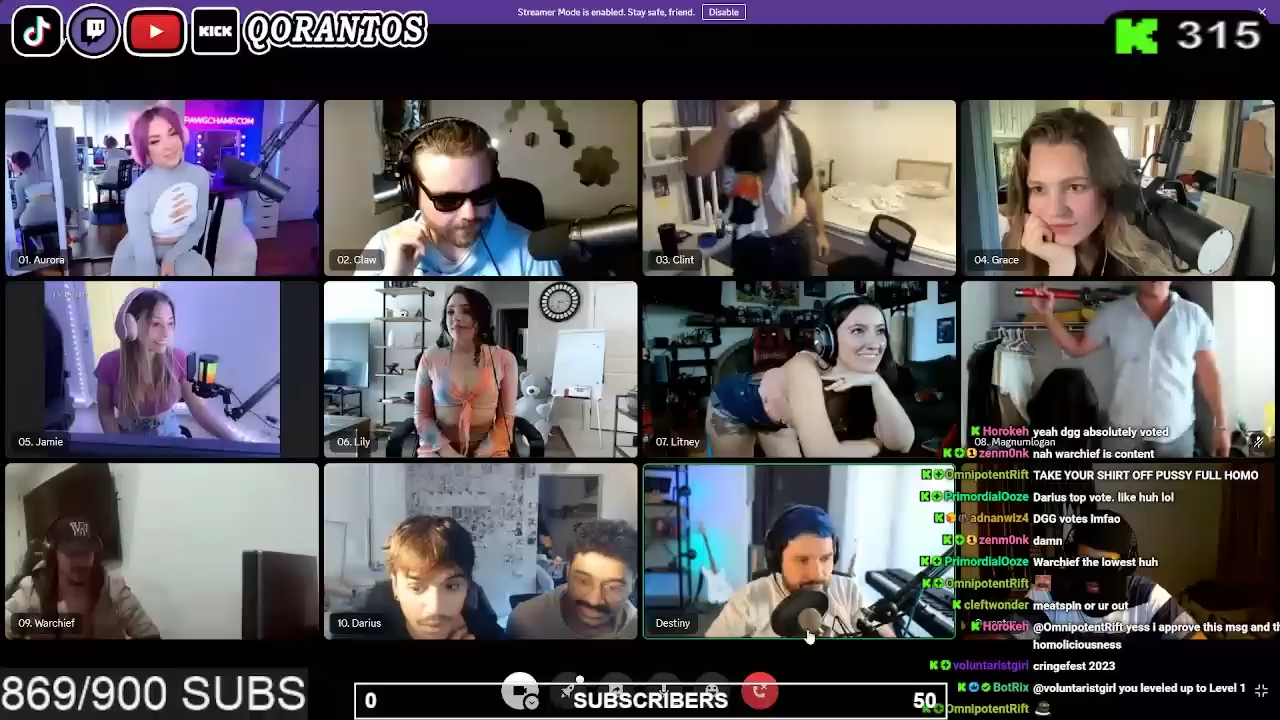 Streamer Mode is enabled. Stay safe, friend. Disable
KICK
QORANTOS
315
PAWGCHAMP.COM
01. Aurora
02. Claw
03. Clint
04. Grace
05. Jamie
06. Lily
07. Litney
08. Magnumlogan
Horokeh yeah dgg absolutely voted
zenm0nk nah warchief is content
OmnipotentRift TAKE YOUR SHIRT OFF PUSSY FULL HOMO
PrimordialOoze Darius top vote. like huh lol
adnanwiz4 DGG votes lmfao
zenm0nk damn
PrimordialOoze Warchief the lowest huh
OmnipotentRift
cleftwonder meatspin or ur out
Horokeh @OmnipotentRift yess i approve this msg and th
homoliciousness
voluntaristgirl cringefest 2023
BotRix @voluntaristgirl you leveled up to Level 1
OmnipotentRift
09. Warchief
10. Darius
Destiny
869/900 SUBS
0 SUBSCRIBERS 50